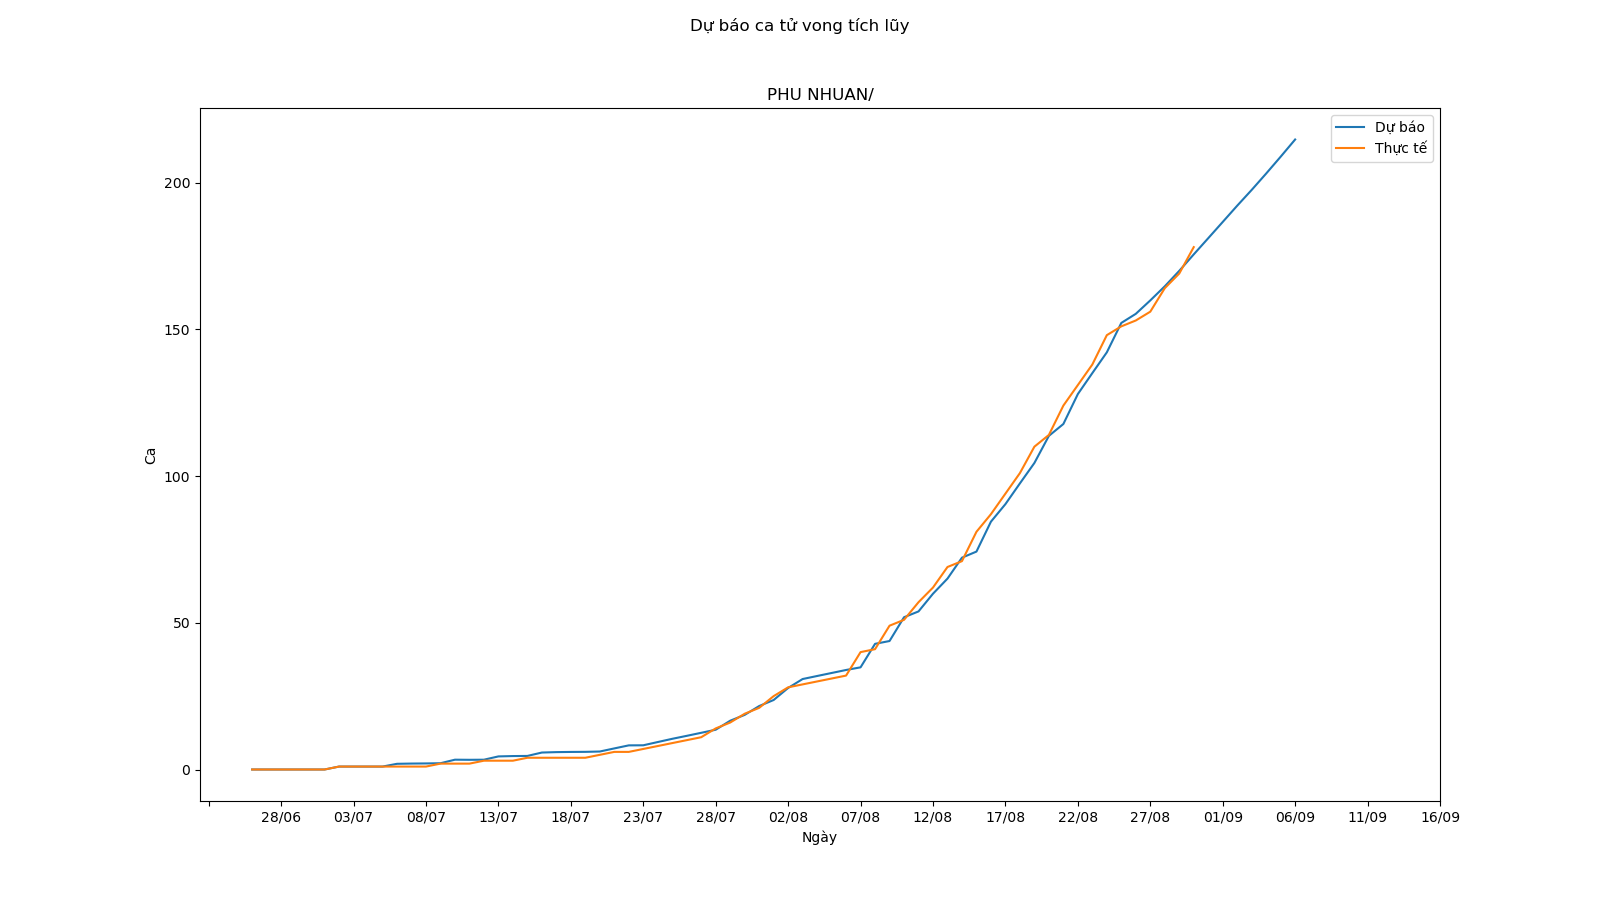 Dự báo ca tử vong tích lũy
PHU NHUAN/
Dự báo
Thực tế
200
150
100
50
0
Ca
28/06 03/07 08/07 13/07 18/07 23/07 28/07 02/08 07/08 12/08 17/08 22/08 27/08 01/09 06/09 11/09 16/09
Ngày